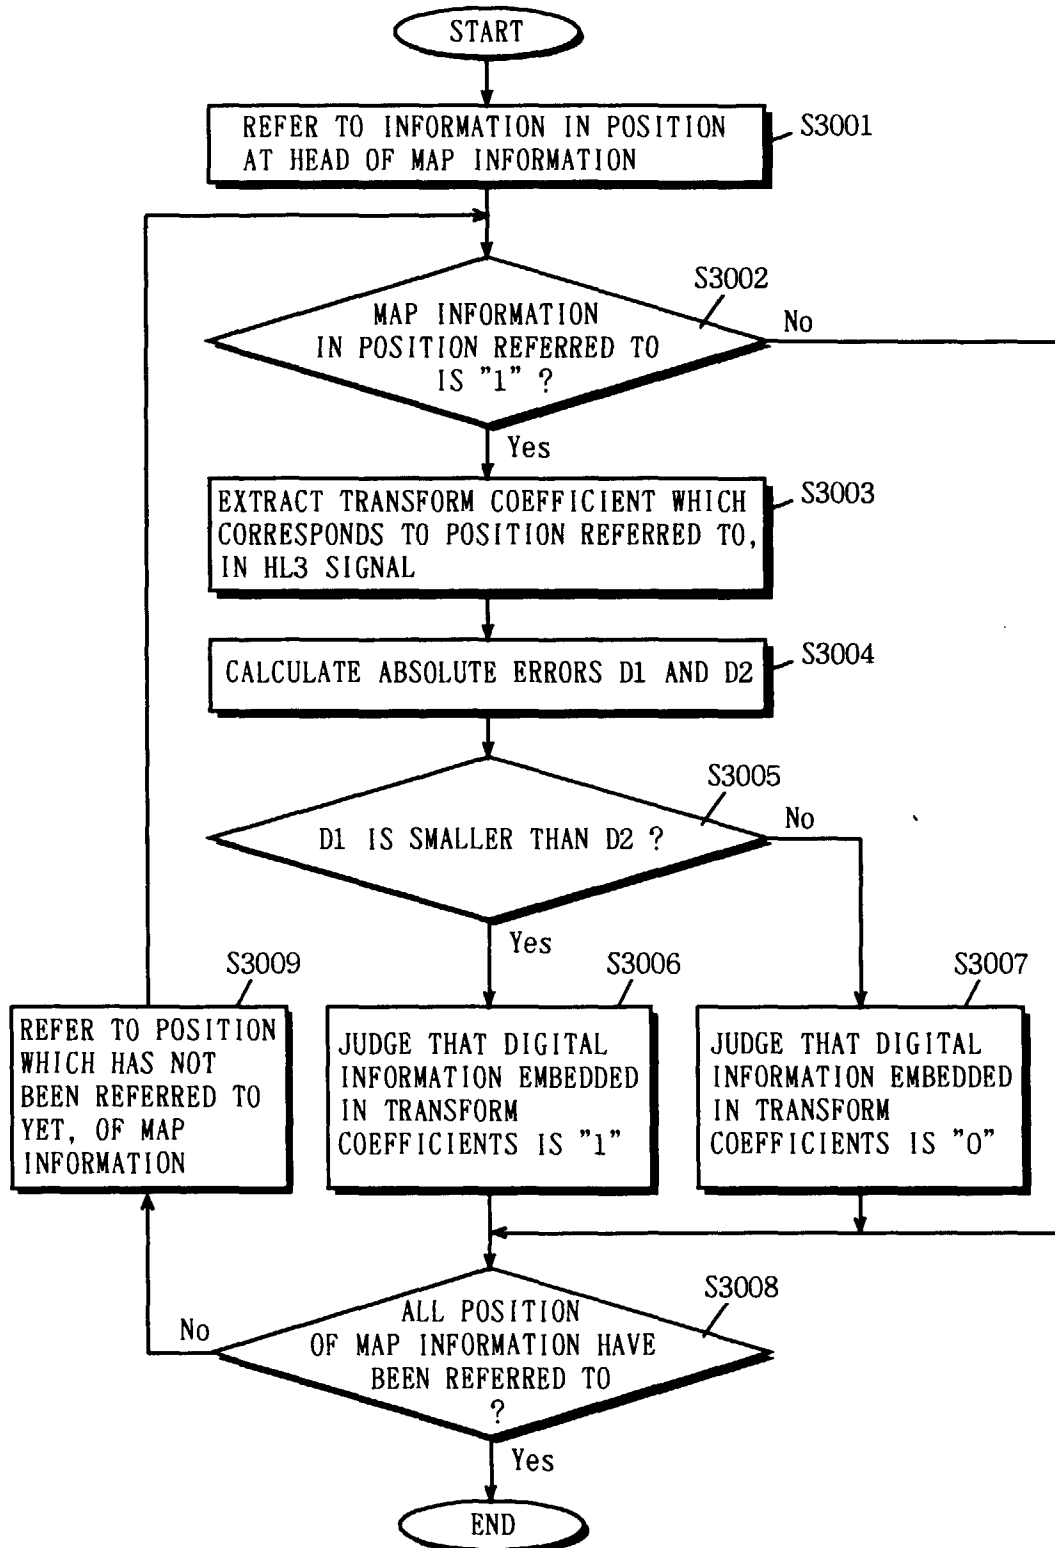 START
REFER TO INFORMATION IN POSITION
AT HEAD OF MAP INFORMATION
S3001
S3002
MAP INFORMATION
IN POSITION REFERRED TO
IS "1" ?
No
Yes
EXTRACT TRANSFORM COEFFICIENT WHICH
CORRESPONDS TO POSITION REFERRED TO,
IN HL3 SIGNAL
S3003
CALCULATE ABSOLUTE ERRORS D1 AND D2
S3004
S3005
D1 IS SMALLER THAN D2 ?
No
Yes
S3009
REFER TO POSITION
WHICH HAS NOT
BEEN REFERRED TO
YET, OF MAP
INFORMATION
S3006
JUDGE THAT DIGITAL
INFORMATION EMBEDDED
IN TRANSFORM
COEFFICIENTS IS "1"
S3007
JUDGE THAT DIGITAL
INFORMATION EMBEDDED
IN TRANSFORM
COEFFICIENTS IS "0"
S3008
ALL POSITION
OF MAP INFORMATION HAVE
BEEN REFERRED TO
?
No
Yes
END